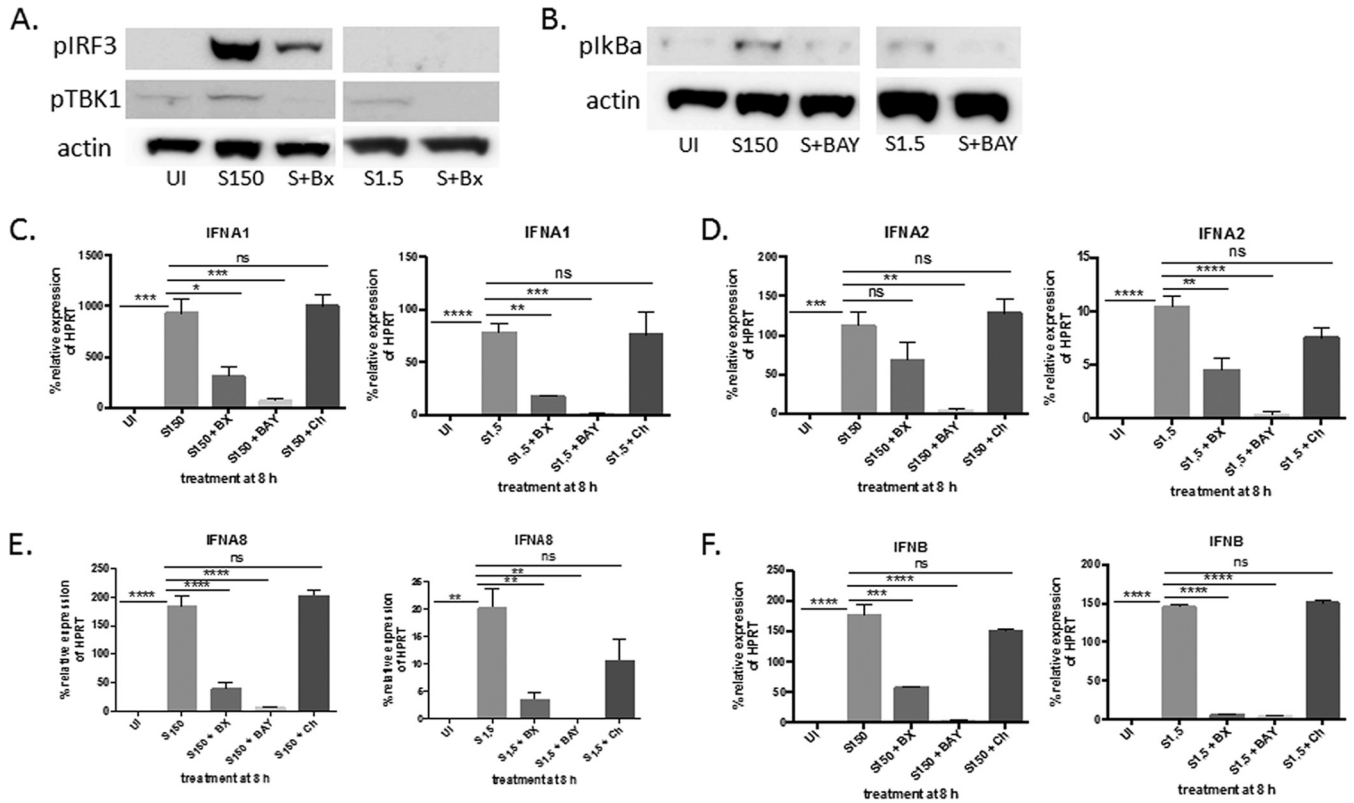 A.
pIRF3
pTBK1
actin
UI S150 S+Bx S1.5 S+Bx
B.
pIkBa
actin
UI S150 S+BAY S1.5 S+BAY
C.
IFNA1
% relative expression
of HPRT
1500
1000
500
0
ns
***
*
***
UI S150 S150 + BX S150 + BAY S150 + Ch
treatment at 8 h
IFNA1
% relative expression
of HPRT
150
100
50
0
ns
***
**
****
UI S1,5 S1,5 + BX S1,5 + BAY S1,5 + Ch
treatment at 8 h
D.
IFNA2
% relative expression
of HPRT
200
150
100
50
0
ns
**
ns
***
UI S150 S150 + BX S150 + BAY S150 + Ch
treatment at 8 h
IFNA2
% relative expression
of HPRT
15
10
5
0
ns
****
**
****
UI S1,5 S1,5 + BX S1,5 + BAY S1,5 + Ch
treatment at 8 h
E.
IFNA8
% relative expression
of HPRT
250
200
150
100
50
0
ns
****
****
****
UI S150 S150 + BX S150 + BAY S150 + Ch
treatment at 8 h
IFNA8
% relative expression
of HPRT
25
20
15
10
5
0
ns
**
**
**
UI S1,5 S1,5 + BX S1,5 + BAY S1,5 + Ch
treatment at 8 h
F.
IFNB
% relative expression
of HPRT
250
200
150
100
50
0
ns
****
***
****
UI S150 S150 + BX S150 + BAY S150 + Ch
treatment at 8 h
IFNB
% relative expression
of HPRT
200
150
100
50
0
ns
****
****
****
UI S1,5 S1,5 + BX S1,5 + BAY S1,5 + Ch
treatment at 8 h